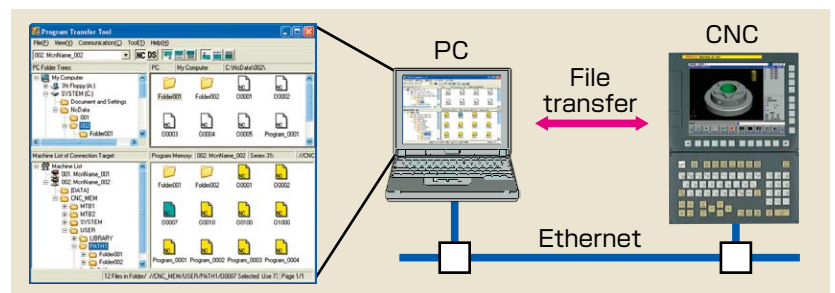 Program Transfer Tool
File(F) View(V) Communication(C) Tool(T) Help(H)
002. McnName_002 NC DS
PC Folder Trees: PC: My Computer C:\NcData\002\
My Computer
3½ Floppy (A:)
SYSTEM (C:)
Document and Settings
NcData
001
002
Folder001
Folder001 Folder002 O0001 O0002
O0003 O0004 O0005 Program_0001
Machine List of Connection Target: Program Memory: 002. McnName_002 Series 31i //CNC
Machine List
001. McnName_001
002. McnName_002
[DATA]
CNC_MEM
MTB1
MTB2
SYSTEM
USER
LIBRARY
PATH1
Folder001
Folder002
Folder001 Folder002 O0001 O0002
O0007 O0010 O0100 O1000
Program_0001 Program_0002 Program_0003 Program_0004
12 Files in Folder/ //CNC_MEM/USER/PATH1/O0007 Selected Use 7( Page 1/1
PC
File
transfer
CNC
Ethernet